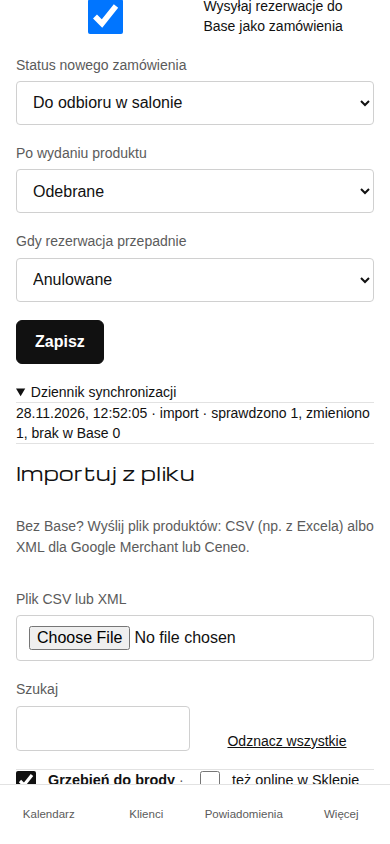 Wysyłaj rezerwacje do
Base jako zamówienia
Status nowego zamówienia
Do odbioru w salonie
Po wydaniu produktu
Odebrane
Gdy rezerwacja przepadnie
Anulowane
Zapisz
▼ Dziennik synchronizacji
28.11.2026, 12:52:05 · import · sprawdzono 1, zmieniono
1, brak w Base 0
Importuj z pliku
Bez Base? Wyślij plik produktów: CSV (np. z Excela) albo
XML dla Google Merchant lub Ceneo.
Plik CSV lub XML
Choose File No file chosen
Szukaj
Odznacz wszystkie
Grzebień do brody · też online w Sklepie
Kalendarz Klienci Powiadomienia Więcej